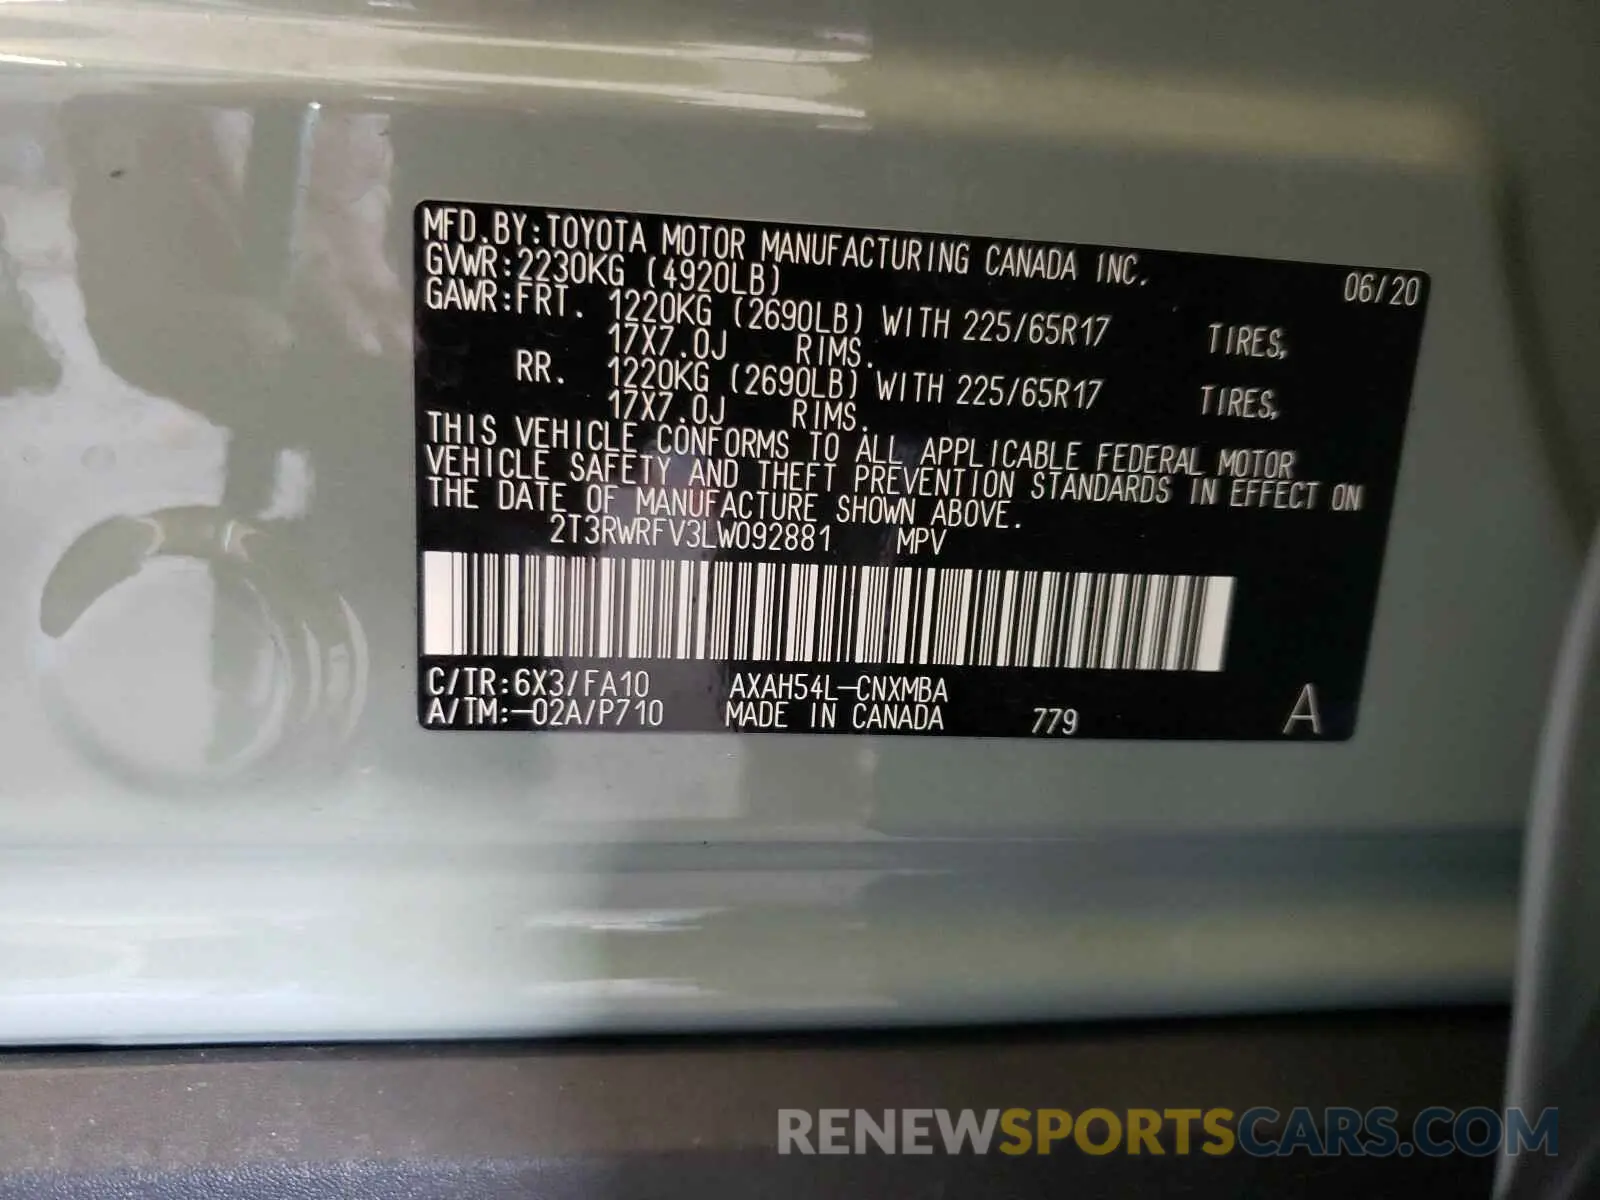 MFD.BY:TOYOTA MOTOR MANUFACTURING CANADA INC. 06/20
GVWR:2230KG (4920LB)
GAWR:FRT. 1220KG (2690LB) WITH 225/65R17 TIRES,
17X7.0J RIMS.
RR. 1220KG (2690LB) WITH 225/65R17 TIRES,
17X7.0J RIMS.
THIS VEHICLE CONFORMS TO ALL APPLICABLE FEDERAL MOTOR
VEHICLE SAFETY AND THEFT PREVENTION STANDARDS IN EFFECT ON
THE DATE OF MANUFACTURE SHOWN ABOVE.
2T3RWRFV3LW092881 MPV
C/TR:6X3/FA10 AXAH54L-CNXMBA
A/TM:-02A/P710 MADE IN CANADA 779 A
RENEWSPORTSCARS.COM